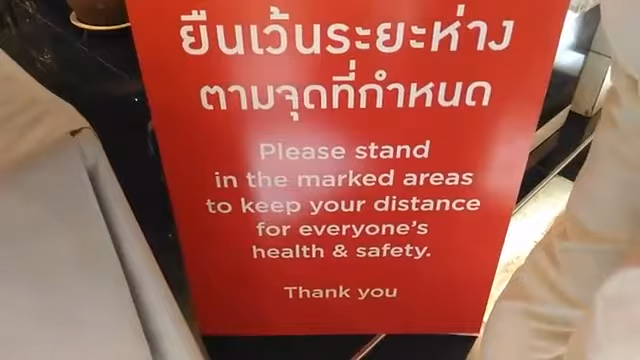 ยืนเว้นระยะห่าง
ตามจุดที่กำหนด
Please stand
in the marked areas
to keep your distance
for everyone's
health & safety.
Thank you